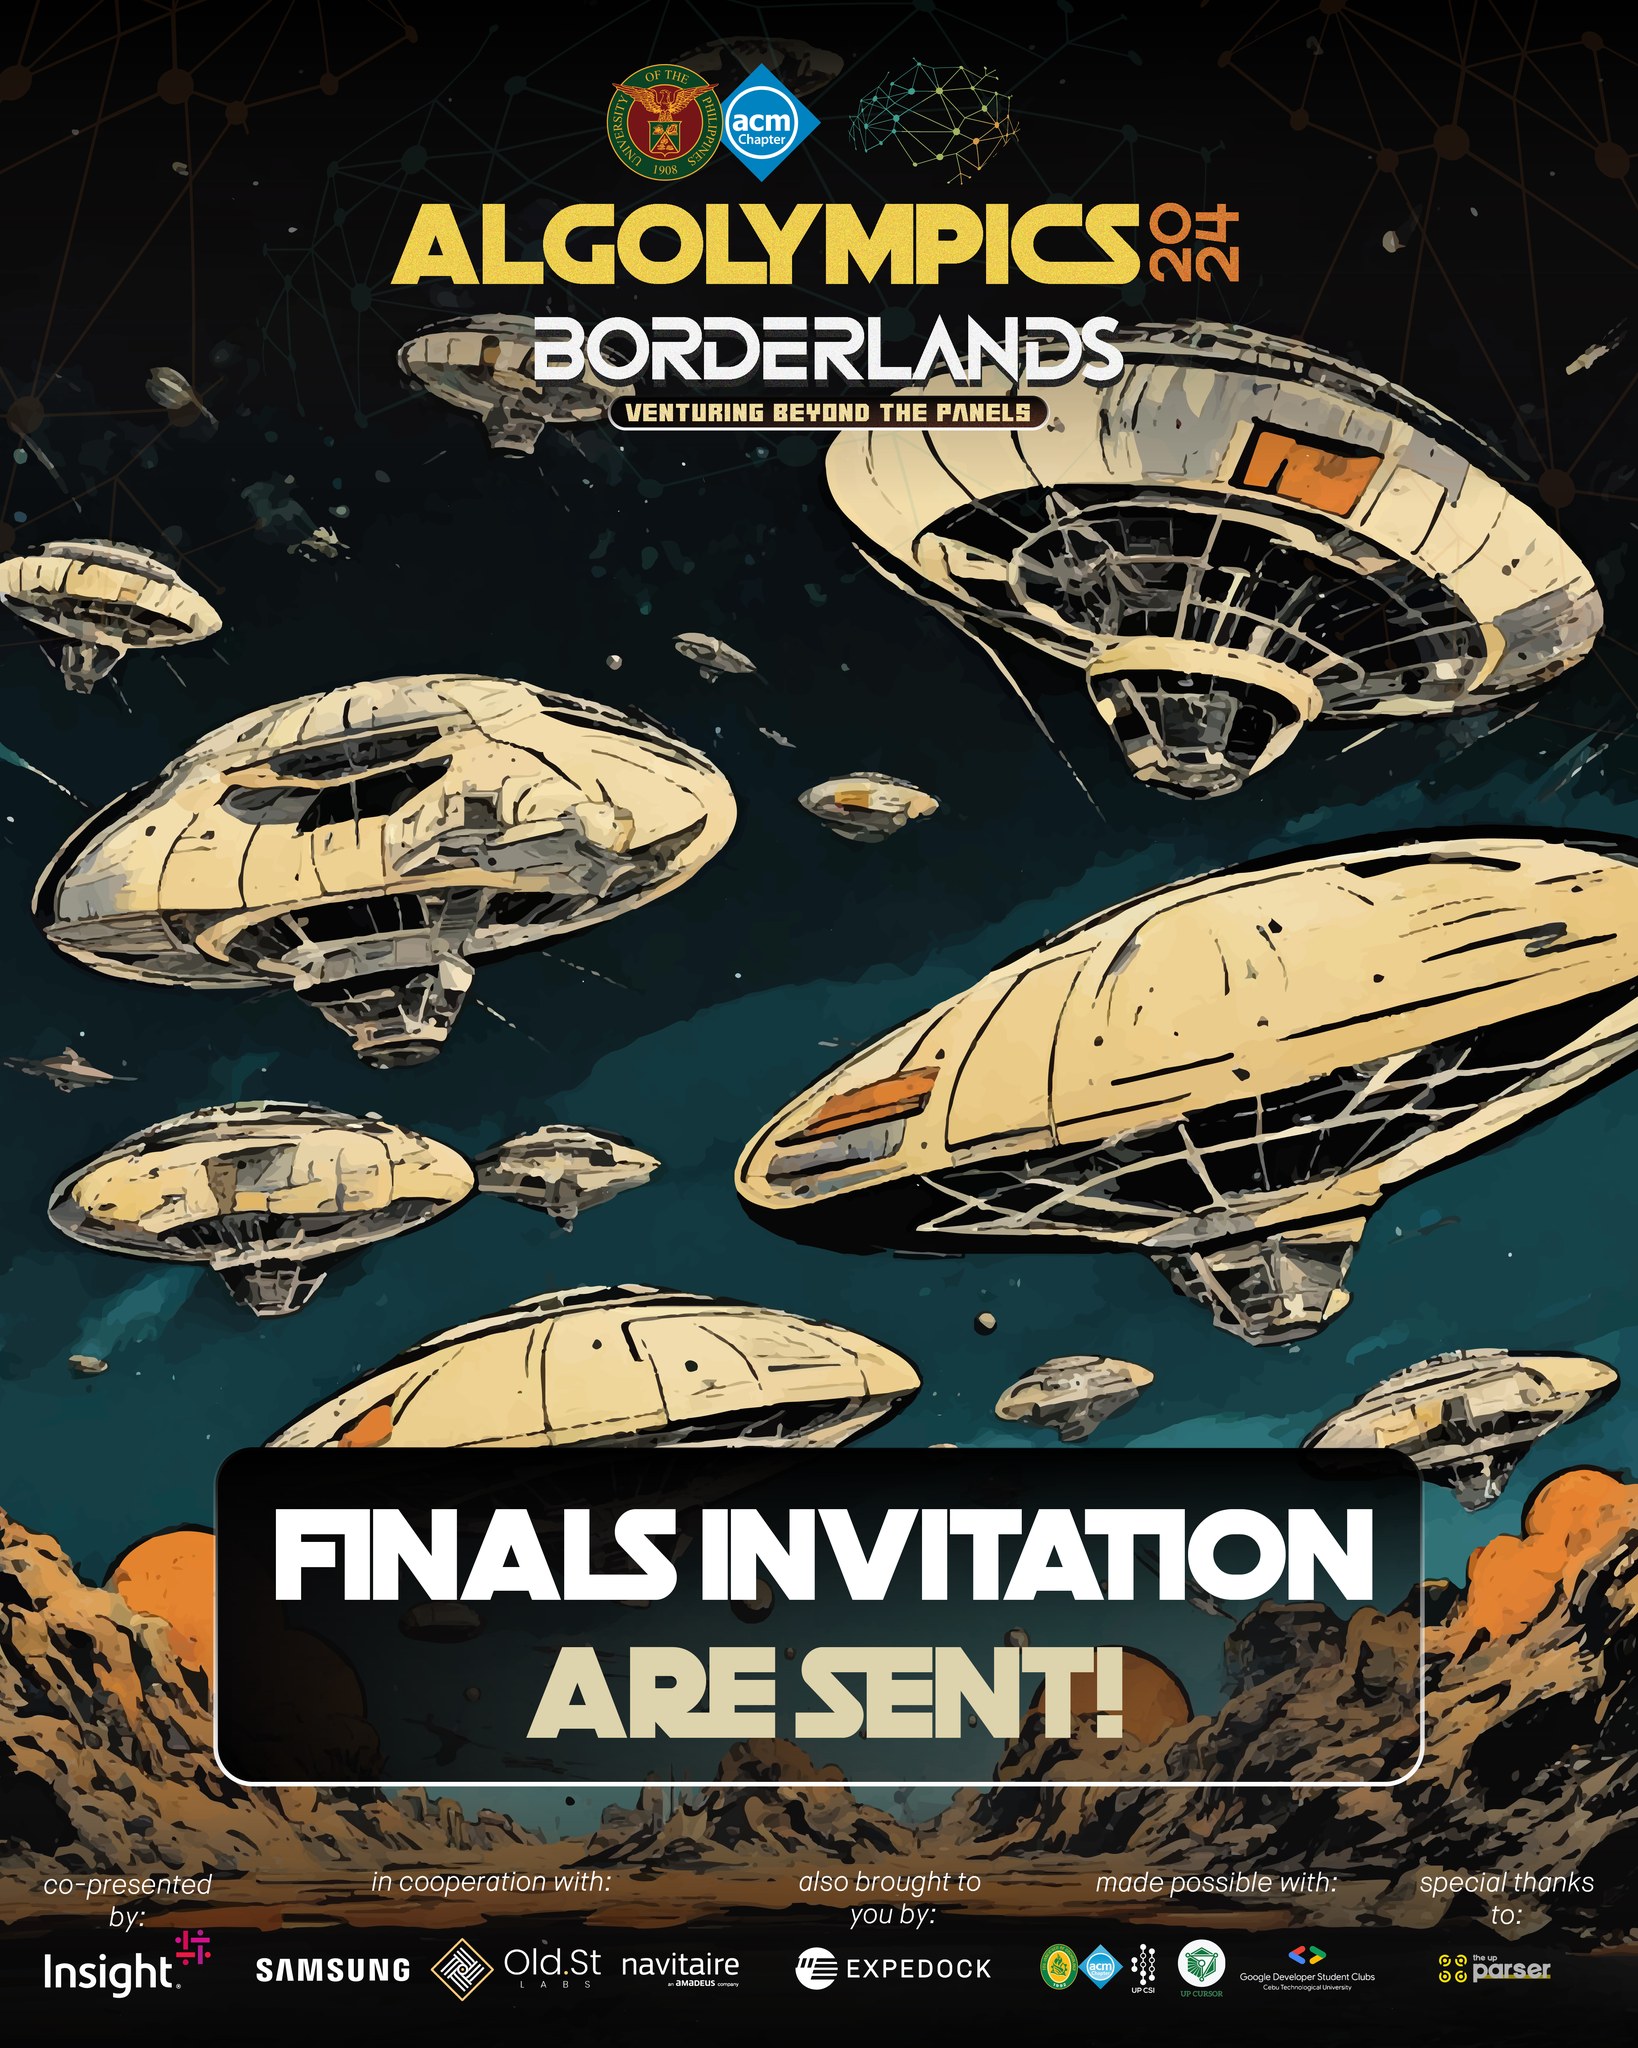 UNIVERSITY OF THE PHILIPPINES
1908
acm
Chapter
ALGOLYMPICS 2024
BORDERLANDS
VENTURING BEYOND THE PANELS
FINALS INVITATION
ARE SENT!
co-presented
by:
Insight
in cooperation with:
SAMSUNG
Old.St
LABS
navitaire
an amadeus company
also brought to
you by:
EXPEDOCK
made possible with:
acm
Chapter
UP CSI
UP CURSOR
Google Developer Student Clubs
Cebu Technological University
special thanks
to:
the up
parser